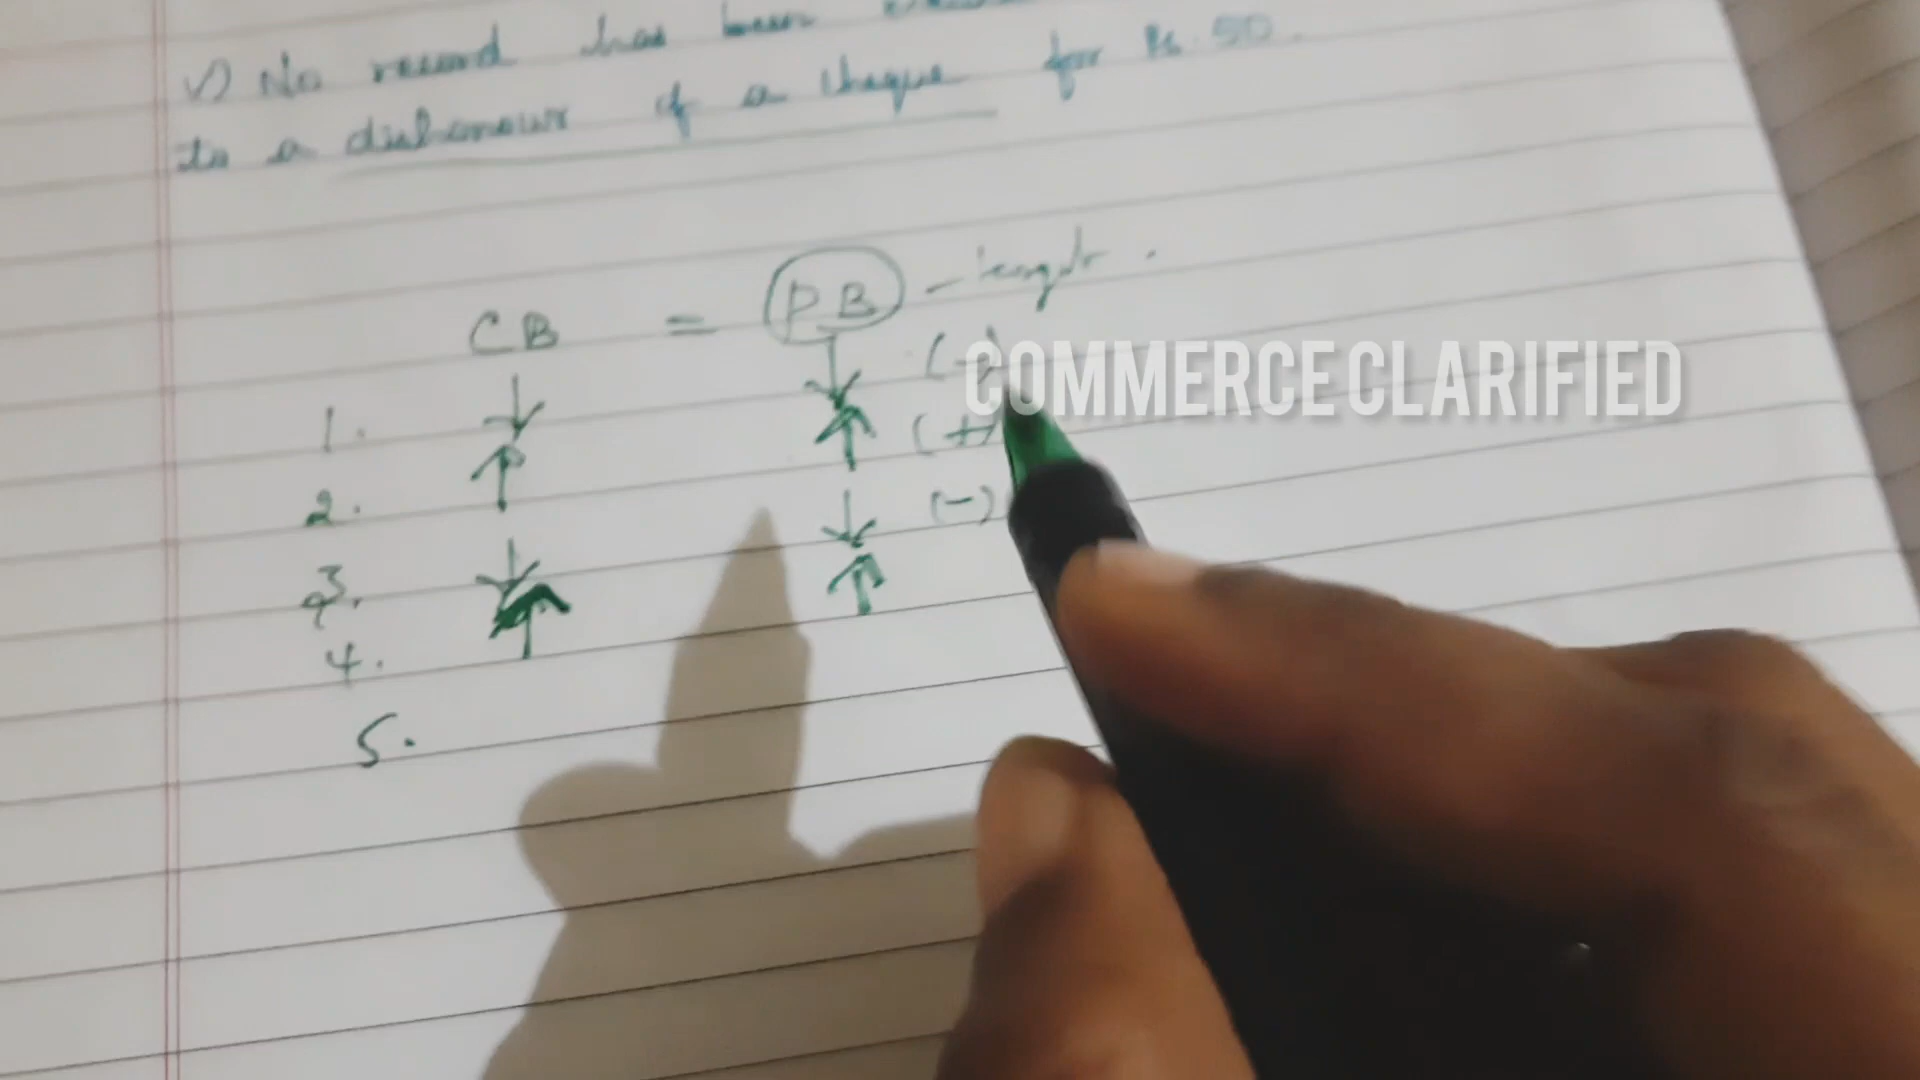 v) No record has been
to a dishonour of a cheque for Rs. 50.
CB = PB - length.
(-)
COMMERCE CLARIFIED
1.
(+)
2.
(-)
3.
4.
5.